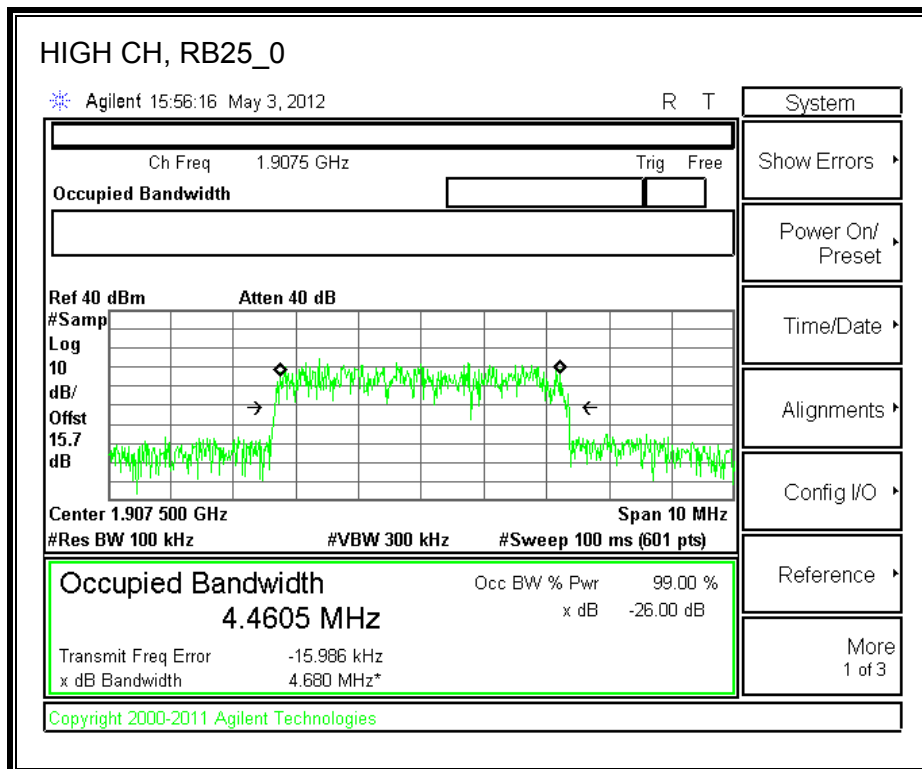 HIGH CH, RB25_0
Agilent 15:56:16 May 3, 2012 R T
System
Ch Freq 1.9075 GHz Trig Free
Occupied Bandwidth
Show Errors
Power On/
Preset
Time/Date
Alignments
Config I/O
Reference
More
1 of 3
Ref 40 dBm Atten 40 dB
#Samp
Log
10
dB/
Offst
15.7
dB
Center 1.907 500 GHz Span 10 MHz
#Res BW 100 kHz #VBW 300 kHz #Sweep 100 ms (601 pts)
Occupied Bandwidth Occ BW % Pwr 99.00 %
4.4605 MHz x dB -26.00 dB
Transmit Freq Error -15.986 kHz
x dB Bandwidth 4.680 MHz*
Copyright 2000-2011 Agilent Technologies